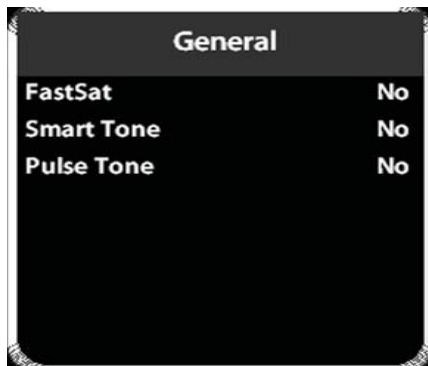 General
FastSat No
Smart Tone No
Pulse Tone No